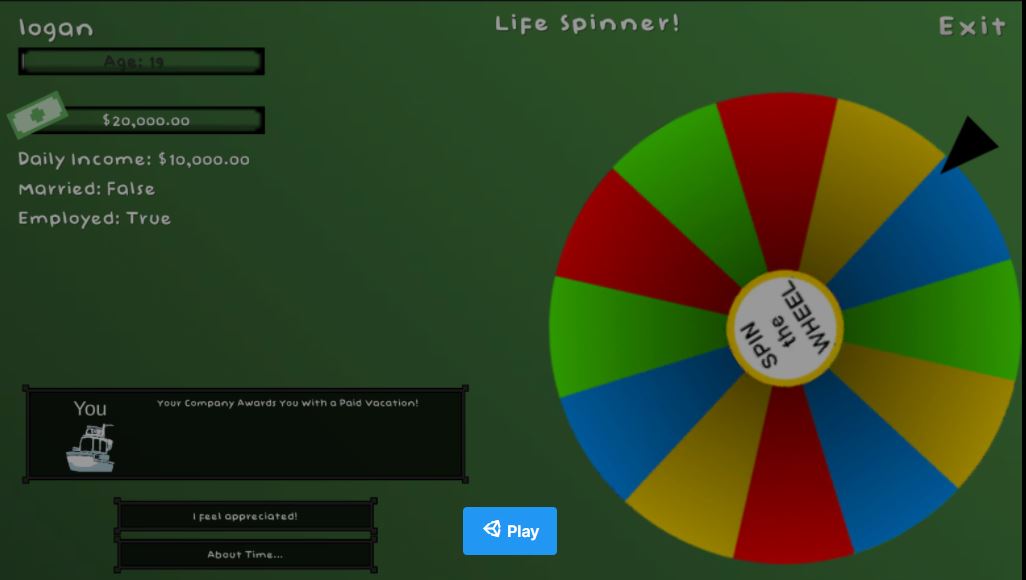 logan
Life Spinner!
Exit
Age: 19
$20,000.00
Daily Income: $10,000.00
Married: False
Employed: True
SPIN
the
WHEEL
You
Your Company Awards You With a Paid Vacation!
I feel appreciated!
About Time...
Play